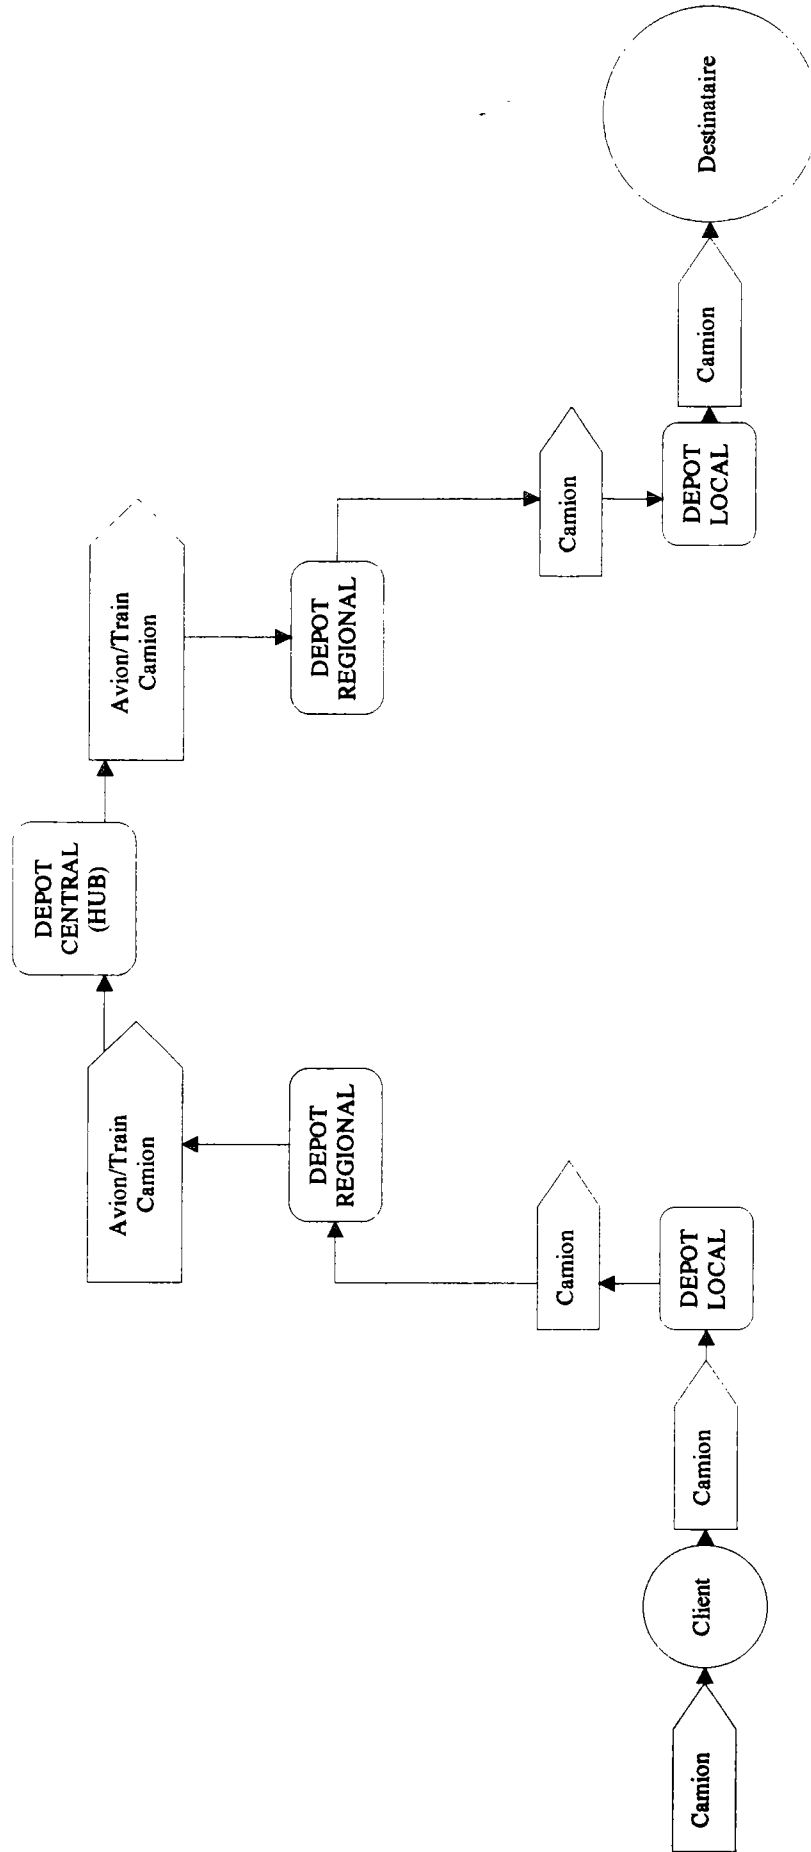 Camion
Client
Camion
DEPOT
LOCAL
Camion
DEPOT
REGIONAL
Avion/Train
Camion
DEPOT
CENTRAL
(HUB)
Avion/Train
Camion
DEPOT
REGIONAL
Camion
DEPOT
LOCAL
Camion
Destinataire